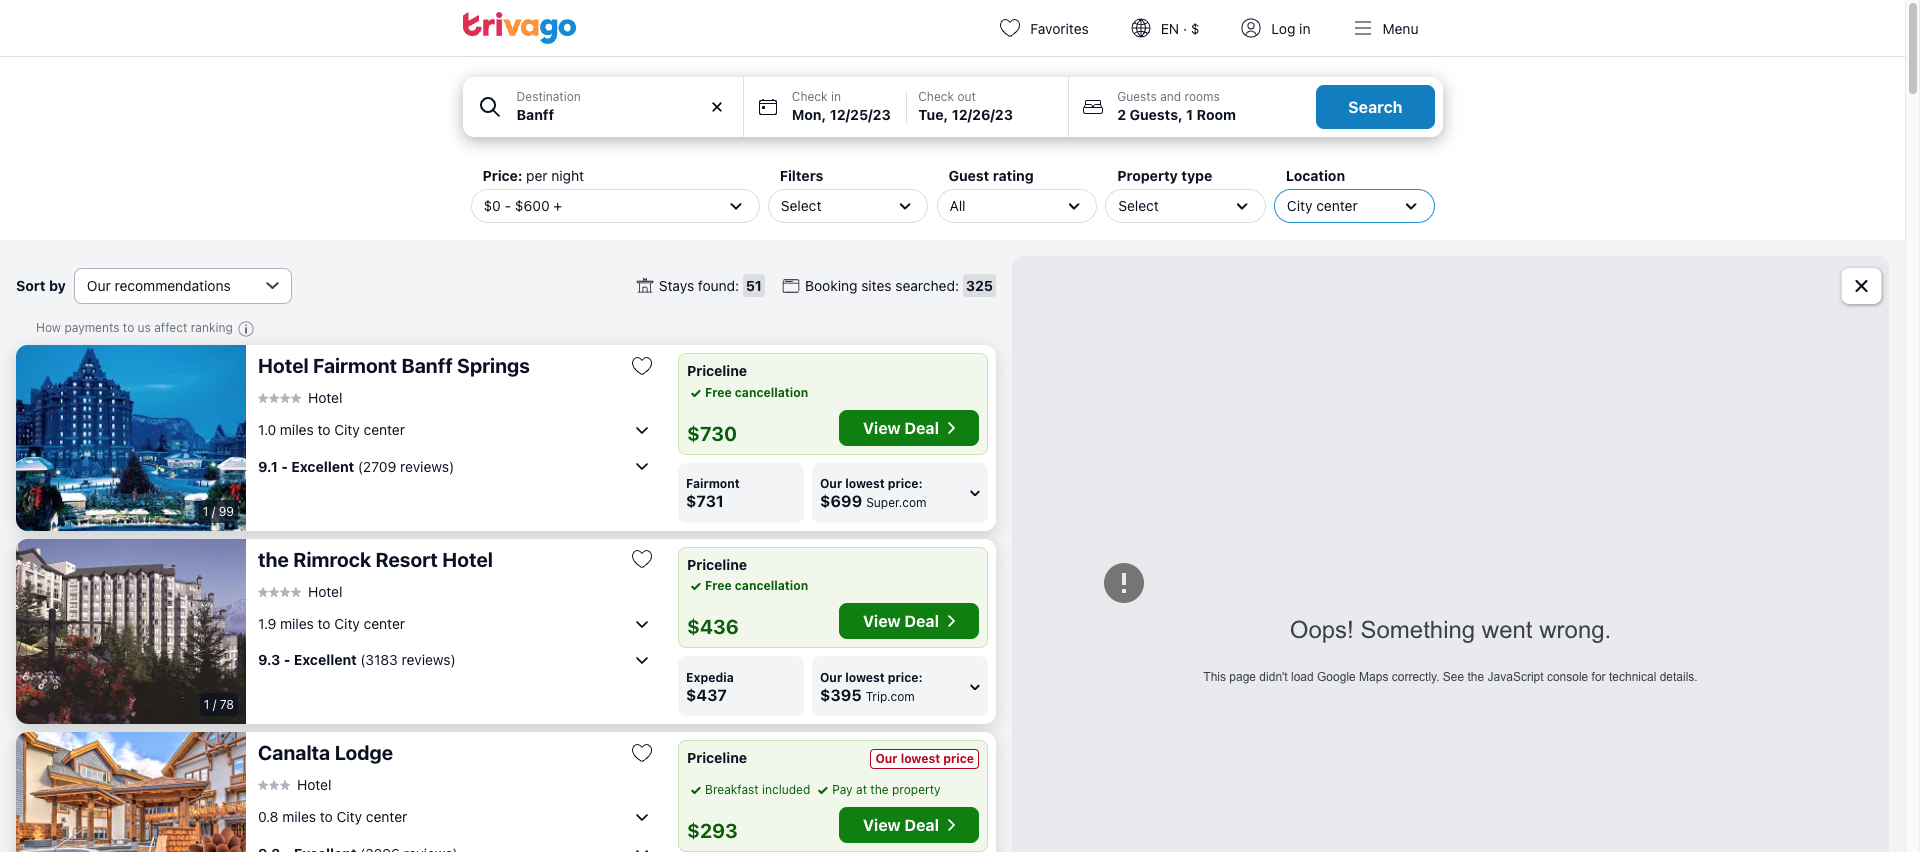 trivago
Favorites
EN · $
Log in
Menu
Destination
Banff
Check in
Mon, 12/25/23
Check out
Tue, 12/26/23
Guests and rooms
2 Guests, 1 Room
Search
Price: per night
$0 - $600 +
Filters
Select
Guest rating
All
Property type
Select
Location
City center
Sort by
Our recommendations
Stays found: 51
Booking sites searched: 325
How payments to us affect ranking
1 / 99
Hotel Fairmont Banff Springs
Hotel
1.0 miles to City center
9.1 - Excellent (2709 reviews)
Priceline
Free cancellation
$730
View Deal
Fairmont
$731
Our lowest price:
$699 Super.com
1 / 78
the Rimrock Resort Hotel
Hotel
1.9 miles to City center
9.3 - Excellent (3183 reviews)
Priceline
Free cancellation
$436
View Deal
Expedia
$437
Our lowest price:
$395 Trip.com
Canalta Lodge
Hotel
0.8 miles to City center
Priceline
Our lowest price
Breakfast included
Pay at the property
$293
View Deal
Oops! Something went wrong.
This page didn't load Google Maps correctly. See the JavaScript console for technical details.